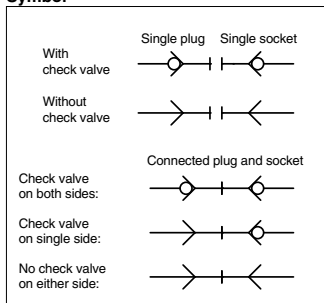 Single plug Single socket
With
check valve
Without
check valve
Connected plug and socket
Check valve
on both sides:
Check valve
on single side:
No check valve
on either side: